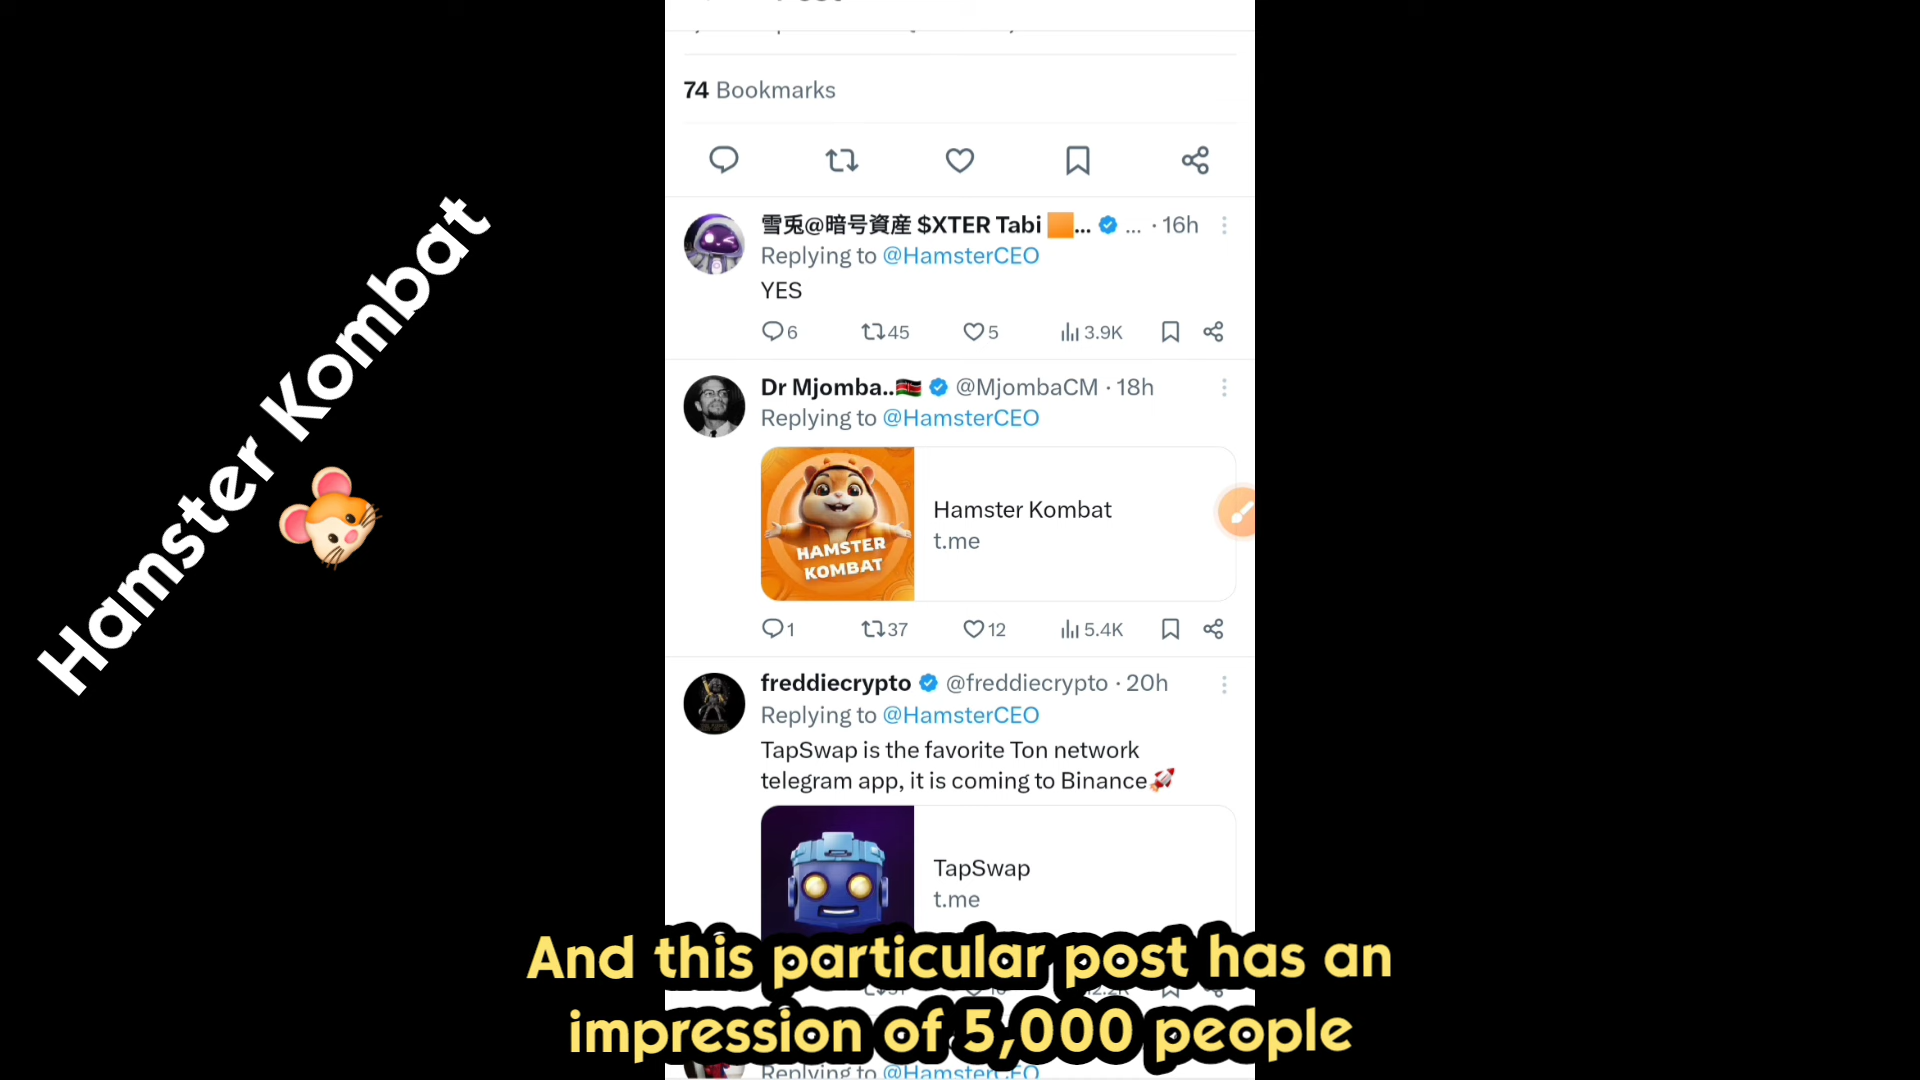 74 Bookmarks
雪兎@暗号資産 $XTER Tabi 🟧... ... · 16h
Replying to @HamsterCEO
YES
6 45 5 3.9K
Dr Mjomba..🇰🇪 @MjombaCM · 18h
Replying to @HamsterCEO
HAMSTER
KOMBAT
Hamster Kombat
t.me
1 37 12 5.4K
freddiecrypto @freddiecrypto · 20h
Replying to @HamsterCEO
TapSwap is the favorite Ton network
telegram app, it is coming to Binance🚀
TapSwap
t.me
Replying to @HamsterCEO
Hamster Kombat
🐹
And this particular post has an
impression of 5,000 people